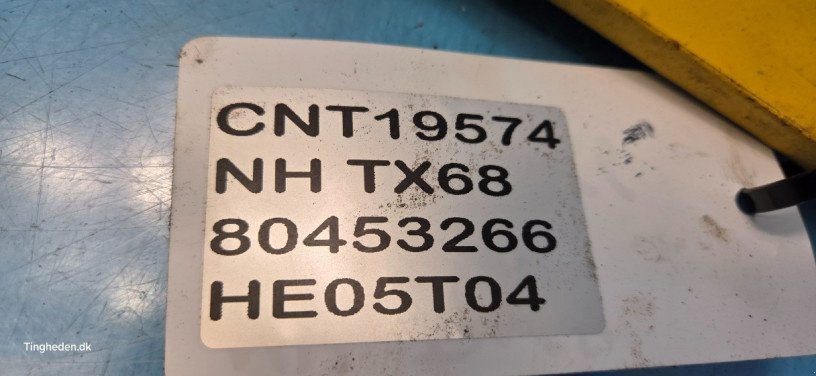 CNT19574
NH TX68
80453266
HE05T04
Tingheden.dk